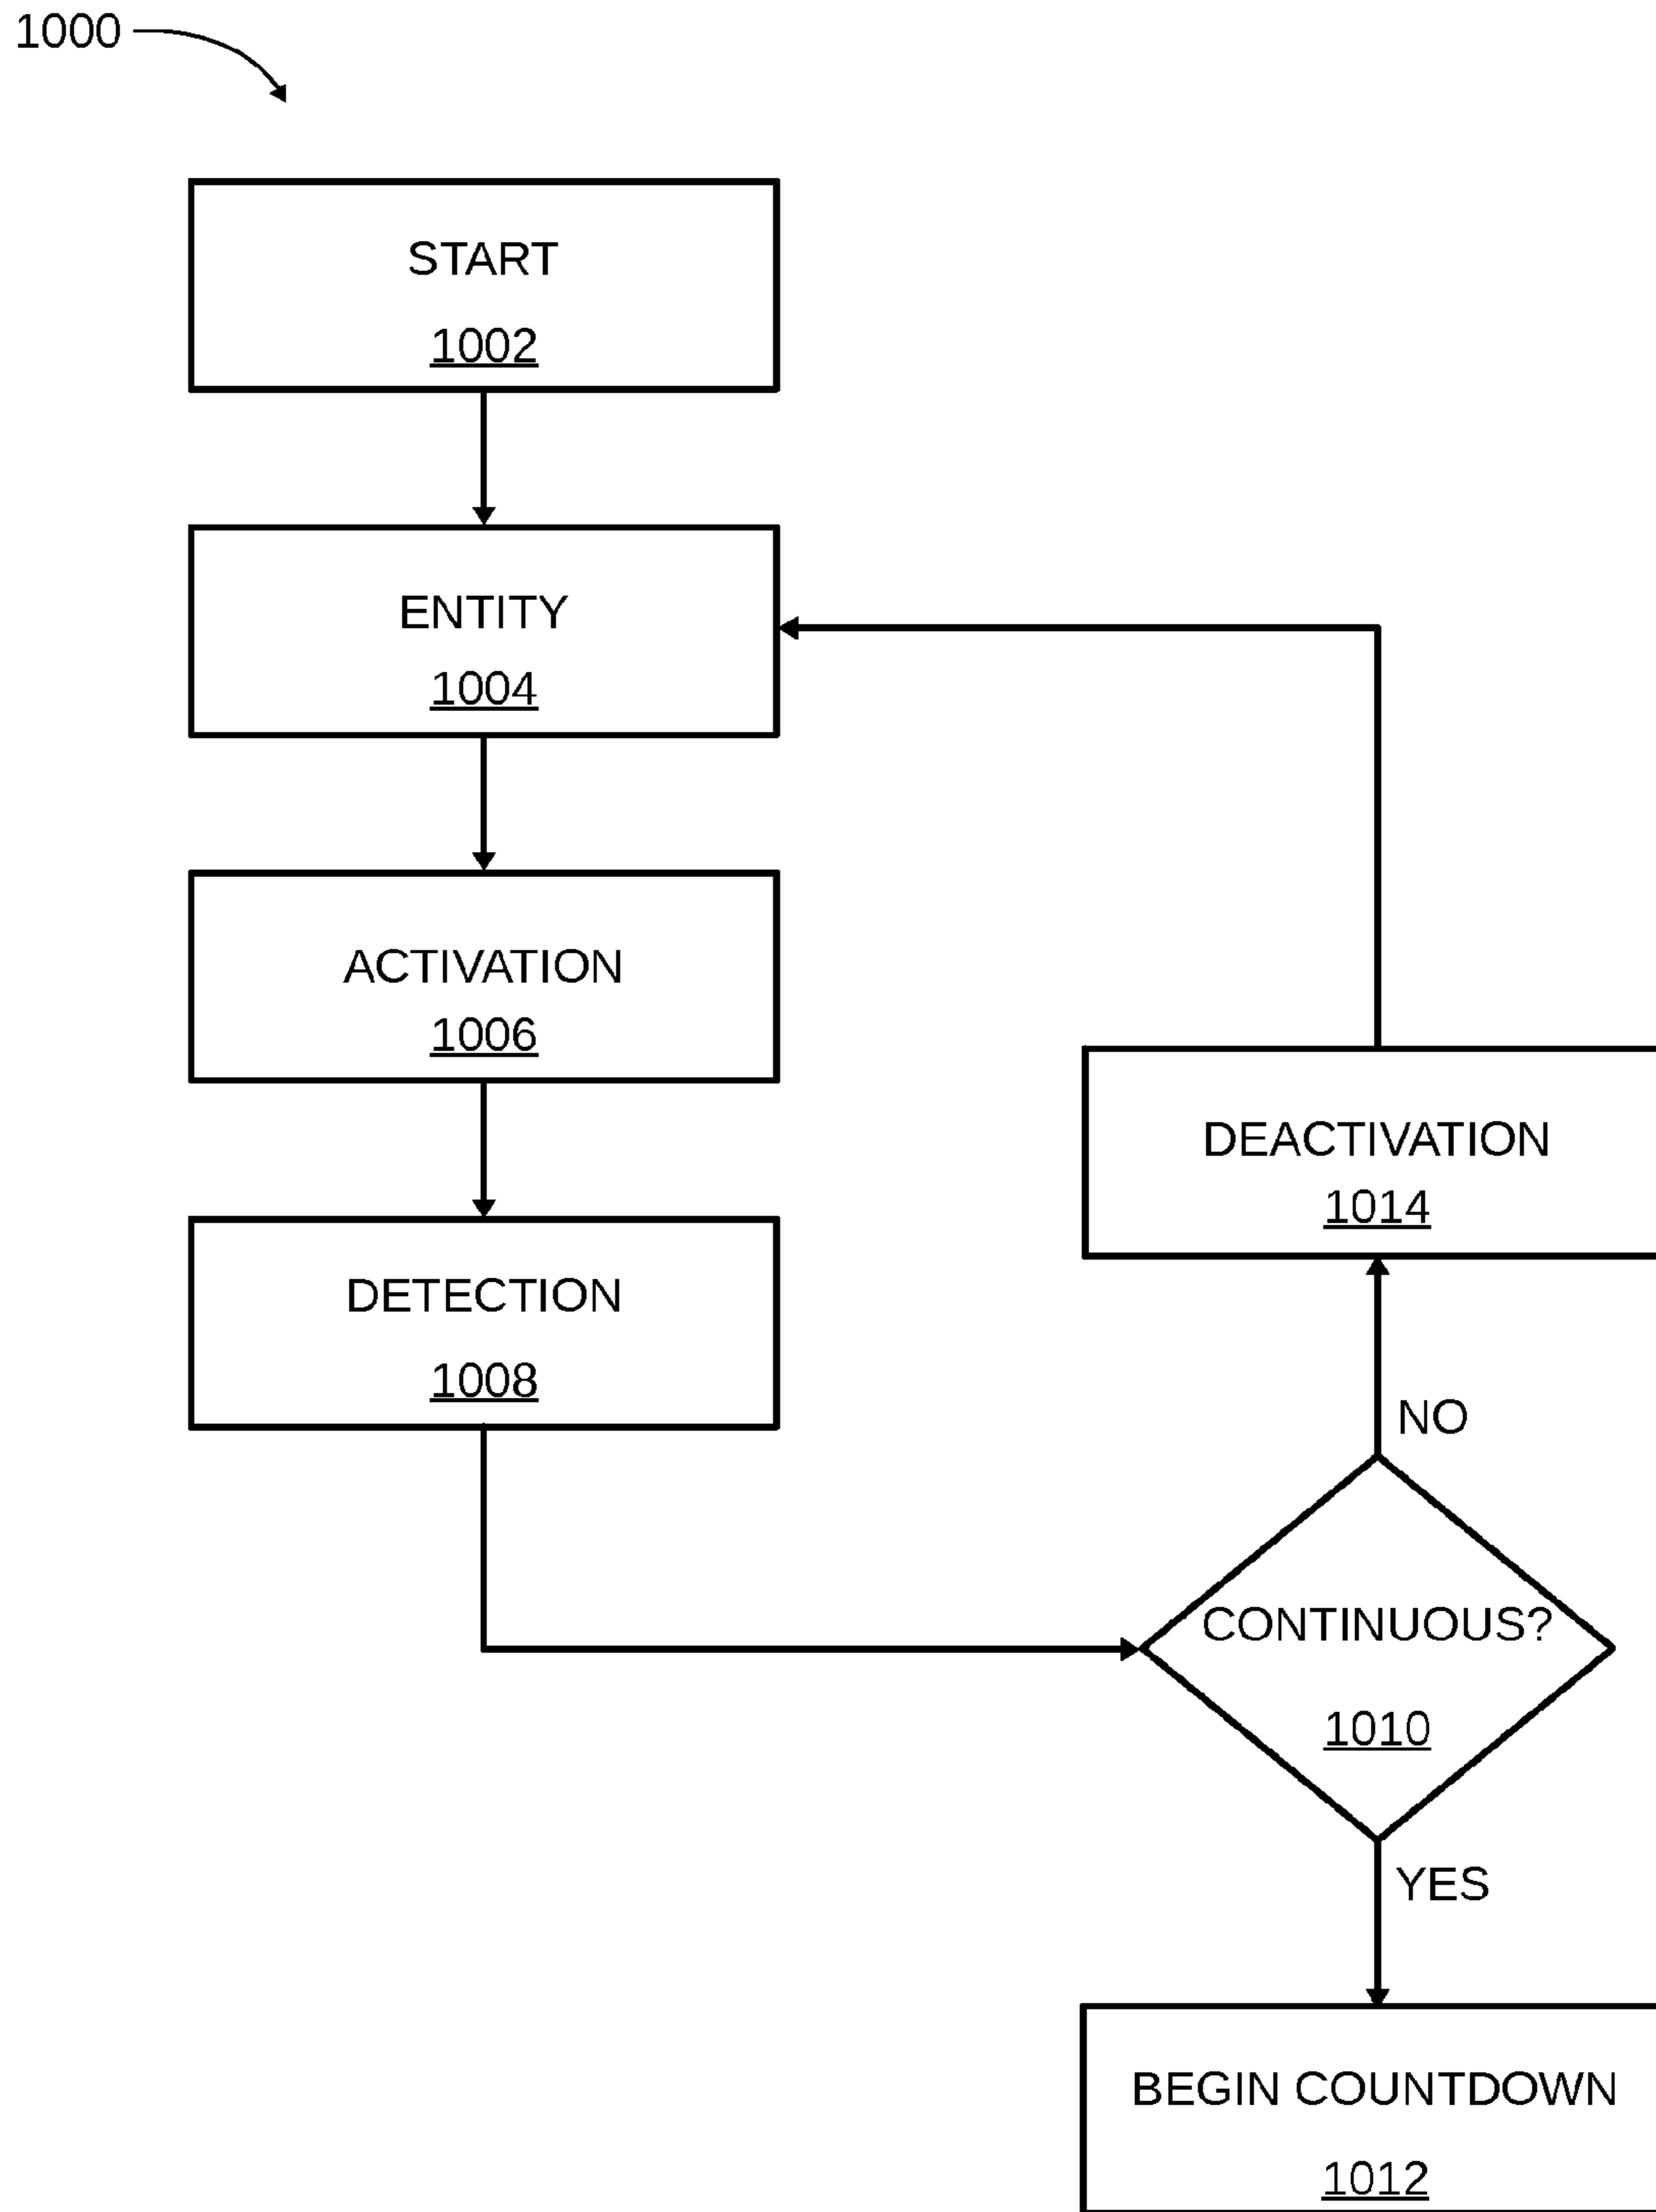 1000
START
1002
ENTITY
1004
ACTIVATION
1006
DETECTION
1008
DEACTIVATION
1014
NO
CONTINUOUS?
1010
YES
BEGIN COUNTDOWN
1012